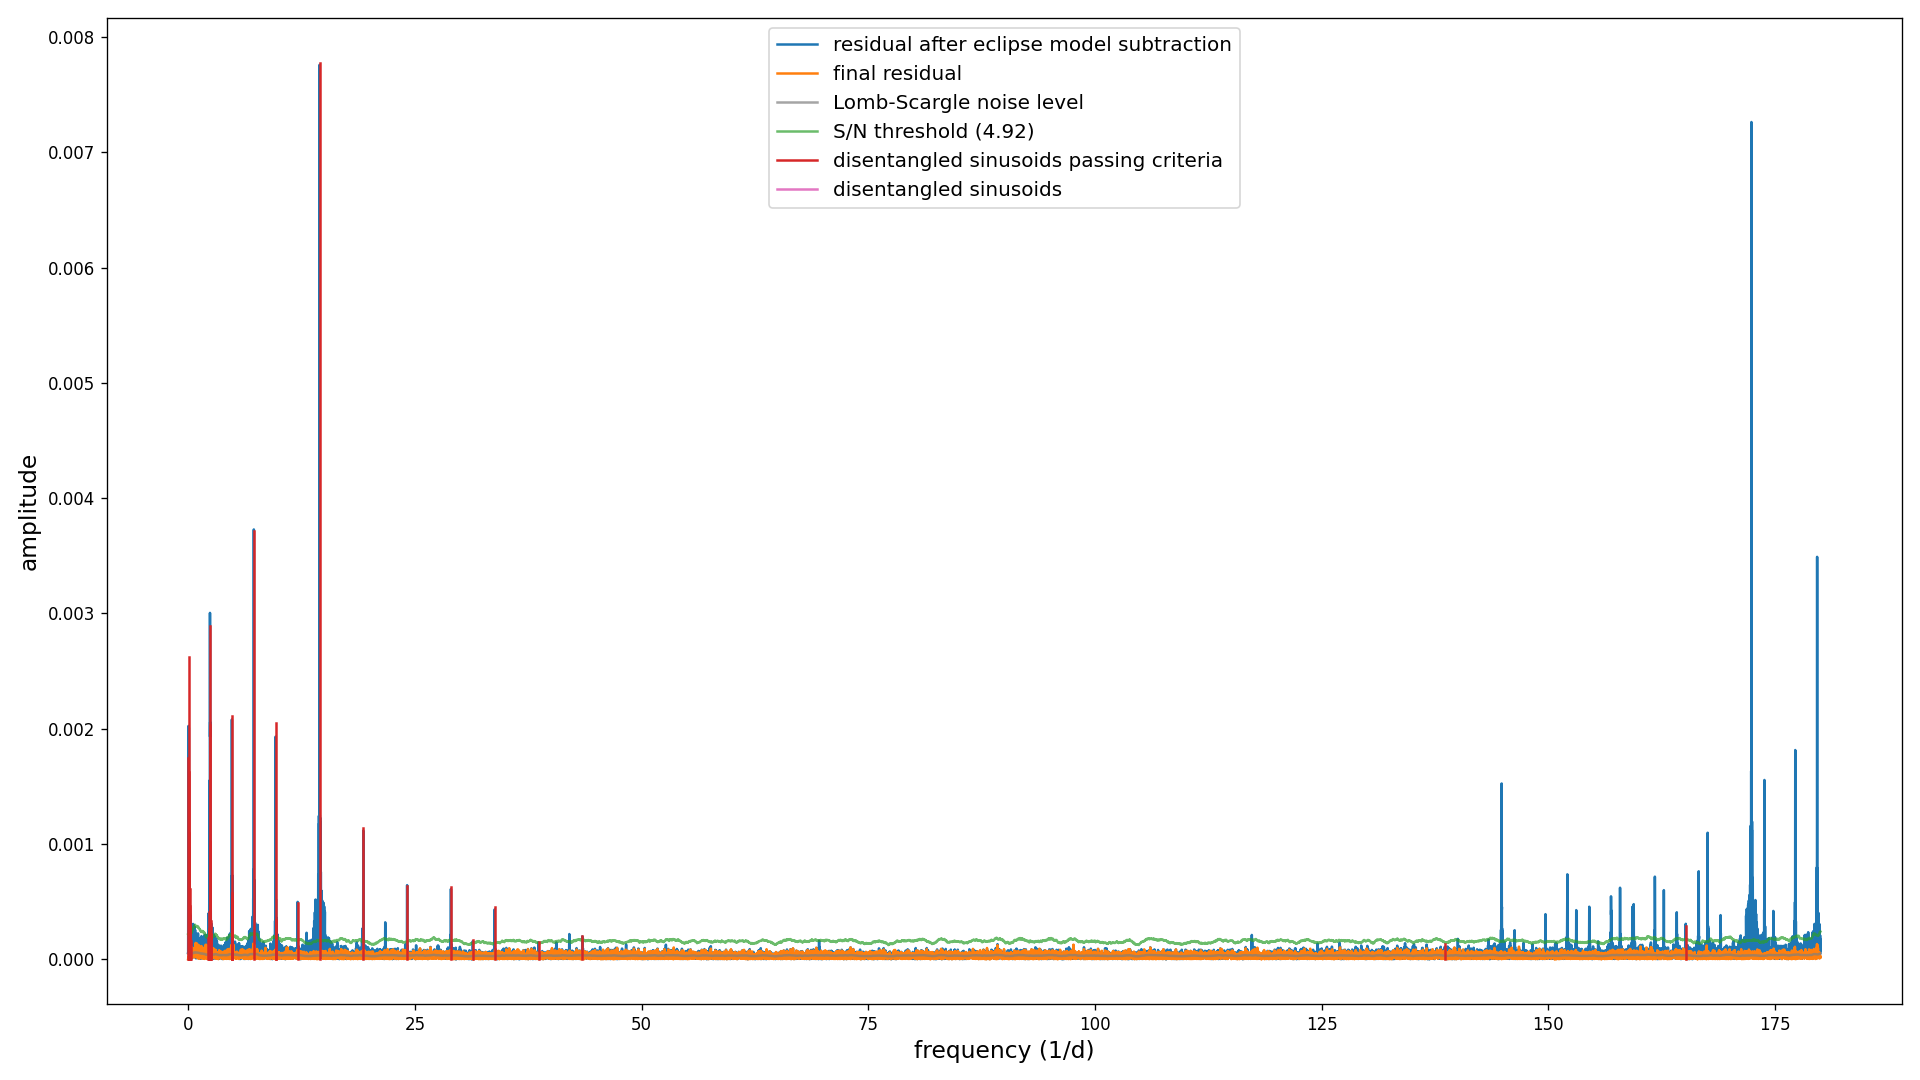 residual after eclipse model subtraction
final residual
Lomb-Scargle noise level
S/N threshold (4.92)
disentangled sinusoids passing criteria
disentangled sinusoids
amplitude
0.008
0.007
0.006
0.005
0.004
0.003
0.002
0.001
0.000
0 25 50 75 100 125 150 175
frequency (1/d)